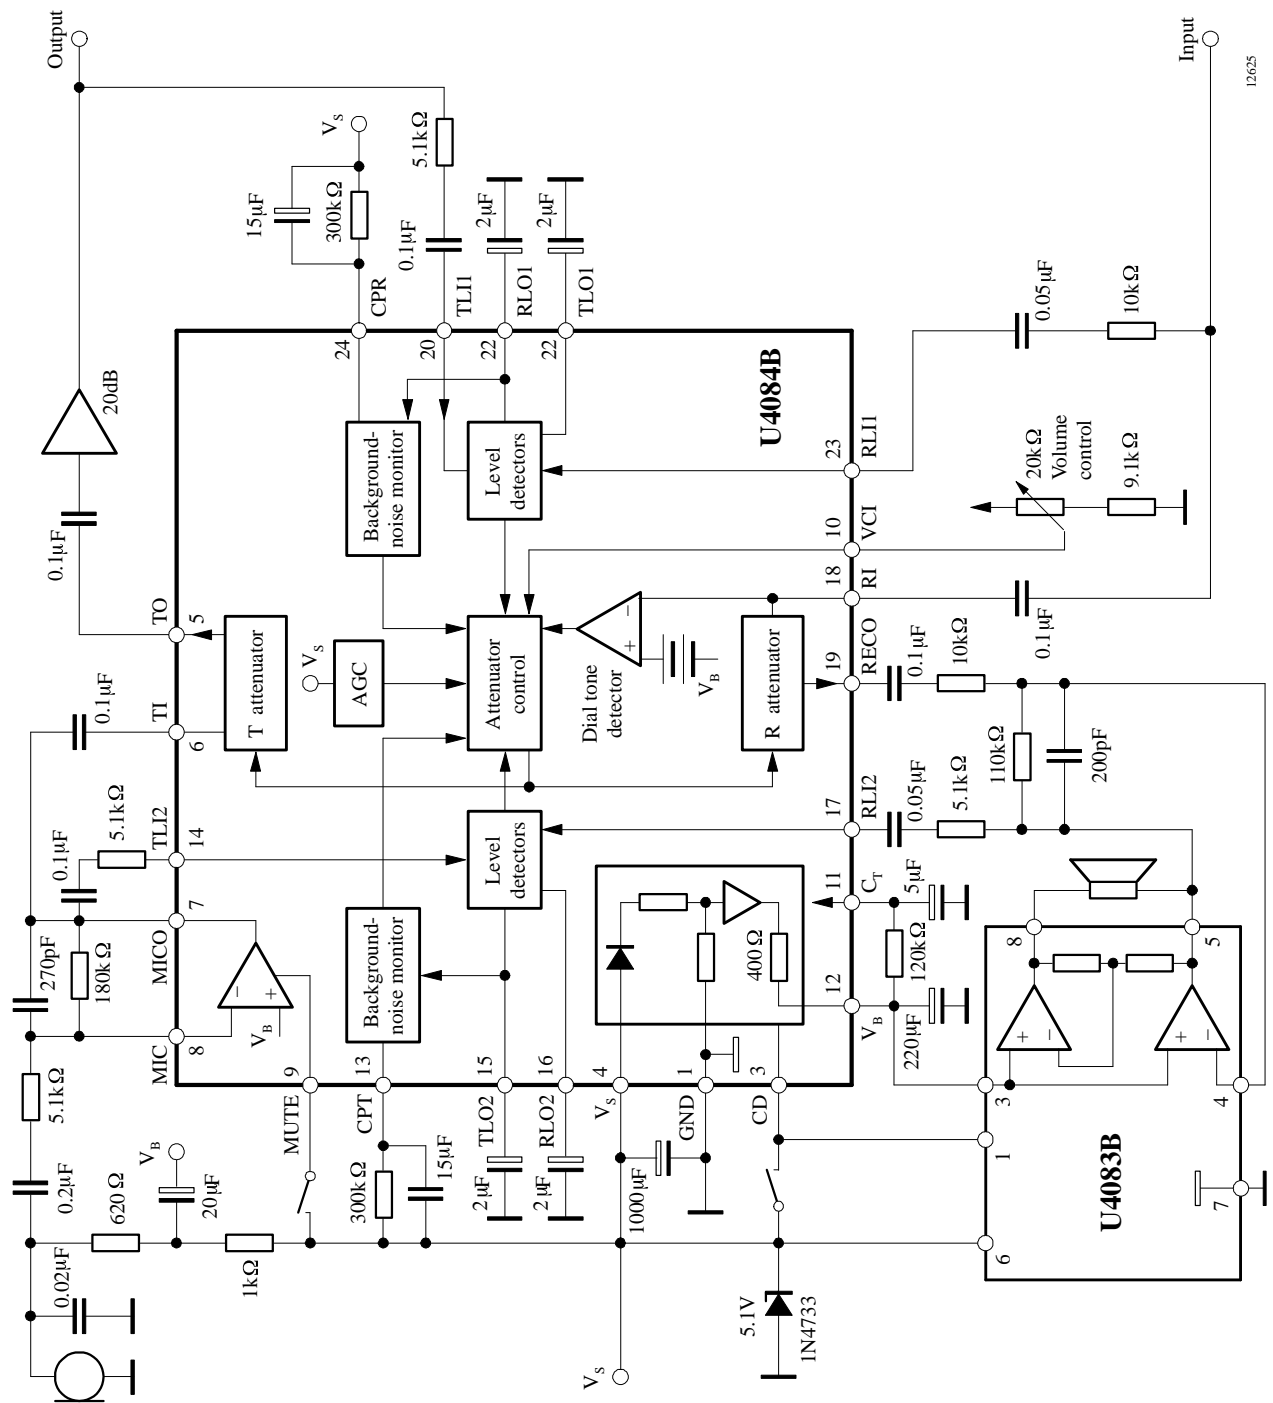 Output
20dB
0.1µF
TO
5
TI
6
0.1µF
TLI2
14
5.1kΩ
0.1µF
MICO
7
270pF
180kΩ
MIC
8
5.1kΩ
0.2µF
620 Ω
V_B
20µF
1kΩ
0.02µF
MUTE
9
V_B
− +
T attenuator
AGC
V_S
Background-
noise monitor
CPR
24
15µF
300kΩ
V_S
TLI1
20
0.1µF
5.1kΩ
RLO1
22
2µF
TLO1
22
2µF
Level
detectors
Attenuator
control
Dial tone
detector
+ −
V_B
R attenuator
U4084B
Level
detectors
Background-
noise monitor
400 Ω
CPT
13
300kΩ
15µF
TLO2
15
2µF
RLO2
16
2µF
V_S
4
1000µF
GND
1
CD
3
V_S
5.1V
1N4733
RLI1
23
0.05µF
10kΩ
Input
VCI
10
20kΩ
Volume
control
9.1kΩ
RI
18
0.1µF
RECO
19
0.1µF
10kΩ
110kΩ
200pF
RLI2
17
0.05µF
5.1kΩ
C_T
11
5µF
120kΩ
V_B
12
220µF
8
5
+ −
+ −
3
4
1
7
6
U4083B
12625